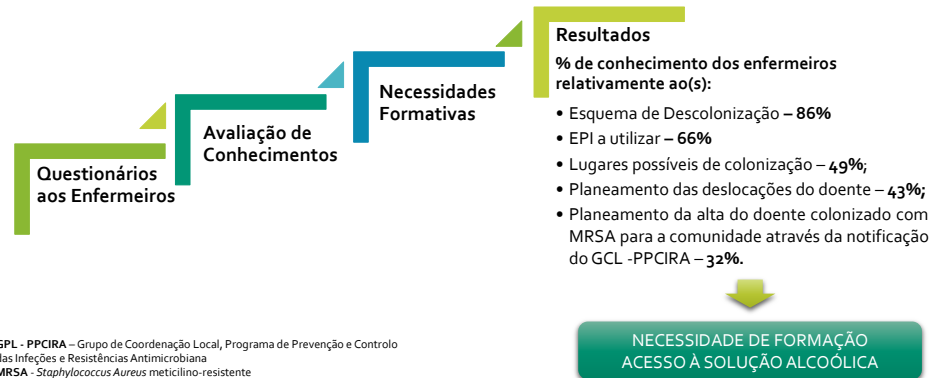 Questionários
aos Enfermeiros
Avaliação de
Conhecimentos
Necessidades
Formativas
Resultados
% de conhecimento dos enfermeiros
relativamente ao(s):
• Esquema de Descolonização – 86%
• EPI a utilizar – 66%
• Lugares possíveis de colonização – 49%;
• Planeamento das deslocações do doente – 43%;
• Planeamento da alta do doente colonizado com
MRSA para a comunidade através da notificação
do GCL -PPCIRA – 32%.
NECESSIDADE DE FORMAÇÃO
ACESSO À SOLUÇÃO ALCOÓLICA
GPL - PPCIRA – Grupo de Coordenação Local, Programa de Prevenção e Controlo
das Infeções e Resistências Antimicrobiana
MRSA - Staphylococcus Aureus meticilino-resistente